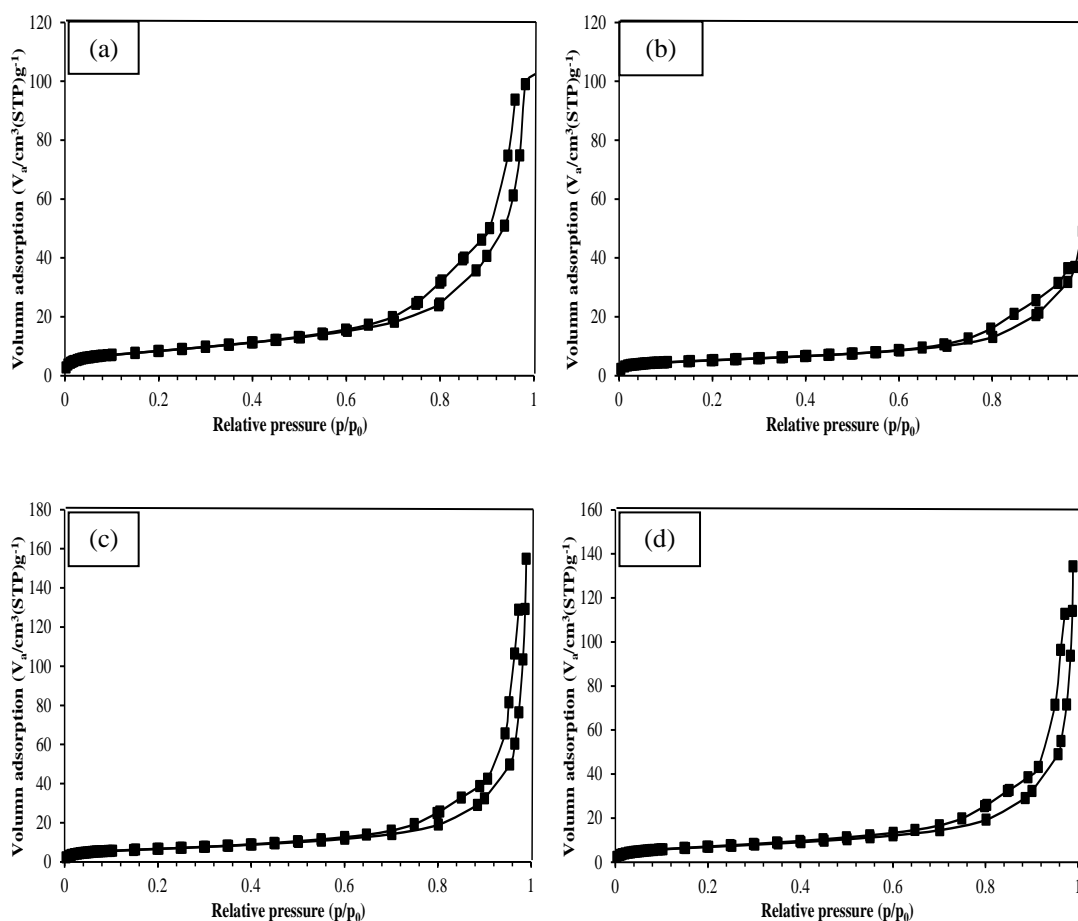 (a)
120
100
80
60
40
20
0
Volumn adsorption (Vₐ/cm³(STP)g⁻¹)
0 0.2 0.4 0.6 0.8 1
Relative pressure (p/p₀)
(b)
120
100
80
60
40
20
0
Volumn adsorption (Vₐ/cm³(STP)g⁻¹)
0 0.2 0.4 0.6 0.8
Relative pressure (p/p₀)
(c)
180
160
140
120
100
80
60
40
20
0
Volumn adsorption (Vₐ/cm³(STP)g⁻¹)
0 0.2 0.4 0.6 0.8 1
Relative pressure (p/p₀)
(d)
160
140
120
100
80
60
40
20
0
Volumn adsorption (Vₐ/cm³(STP)g⁻¹)
0 0.2 0.4 0.6 0.8 1
Relative pressure (p/p₀)